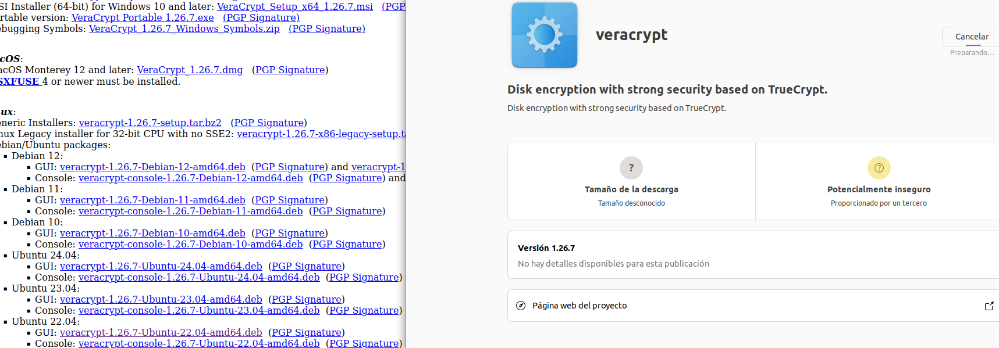 SI Installer (64-bit) for Windows 10 and later: VeraCrypt_Setup_x64_1.26.7.msi (PGP
rtable version: VeraCrypt Portable 1.26.7.exe (PGP Signature)
ebugging Symbols: VeraCrypt_1.26.7_Windows_Symbols.zip (PGP Signature)
cOS:
acOS Monterey 12 and later: VeraCrypt_1.26.7.dmg (PGP Signature)
SXFUSE 4 or newer must be installed.
ux:
eneric Installers: veracrypt-1.26.7-setup.tar.bz2 (PGP Signature)
nux Legacy installer for 32-bit CPU with no SSE2: veracrypt-1.26.7-x86-legacy-setup.ta
ebian/Ubuntu packages:
▪ Debian 12:
▪ GUI: veracrypt-1.26.7-Debian-12-amd64.deb (PGP Signature) and veracrypt-1
▪ Console: veracrypt-console-1.26.7-Debian-12-amd64.deb (PGP Signature) and
▪ Debian 11:
▪ GUI: veracrypt-1.26.7-Debian-11-amd64.deb (PGP Signature)
▪ Console: veracrypt-console-1.26.7-Debian-11-amd64.deb (PGP Signature)
▪ Debian 10:
▪ GUI: veracrypt-1.26.7-Debian-10-amd64.deb (PGP Signature)
▪ Console: veracrypt-console-1.26.7-Debian-10-amd64.deb (PGP Signature)
▪ Ubuntu 24.04:
▪ GUI: veracrypt-1.26.7-Ubuntu-24.04-amd64.deb (PGP Signature)
▪ Console: veracrypt-console-1.26.7-Ubuntu-24.04-amd64.deb (PGP Signature)
▪ Ubuntu 23.04:
▪ GUI: veracrypt-1.26.7-Ubuntu-23.04-amd64.deb (PGP Signature)
▪ Console: veracrypt-console-1.26.7-Ubuntu-23.04-amd64.deb (PGP Signature)
▪ Ubuntu 22.04:
▪ GUI: veracrypt-1.26.7-Ubuntu-22.04-amd64.deb (PGP Signature)
▪ Console: veracrypt-console-1.26.7-Ubuntu-22.04-amd64.deb (PGP Signature)
veracrypt
Cancelar
Preparando...
Disk encryption with strong security based on TrueCrypt.
Disk encryption with strong security based on TrueCrypt.
?
Tamaño de la descarga
Tamaño desconocido
?
Potencialmente inseguro
Proporcionado por un tercero
Versión 1.26.7
No hay detalles disponibles para esta publicación
Página web del proyecto